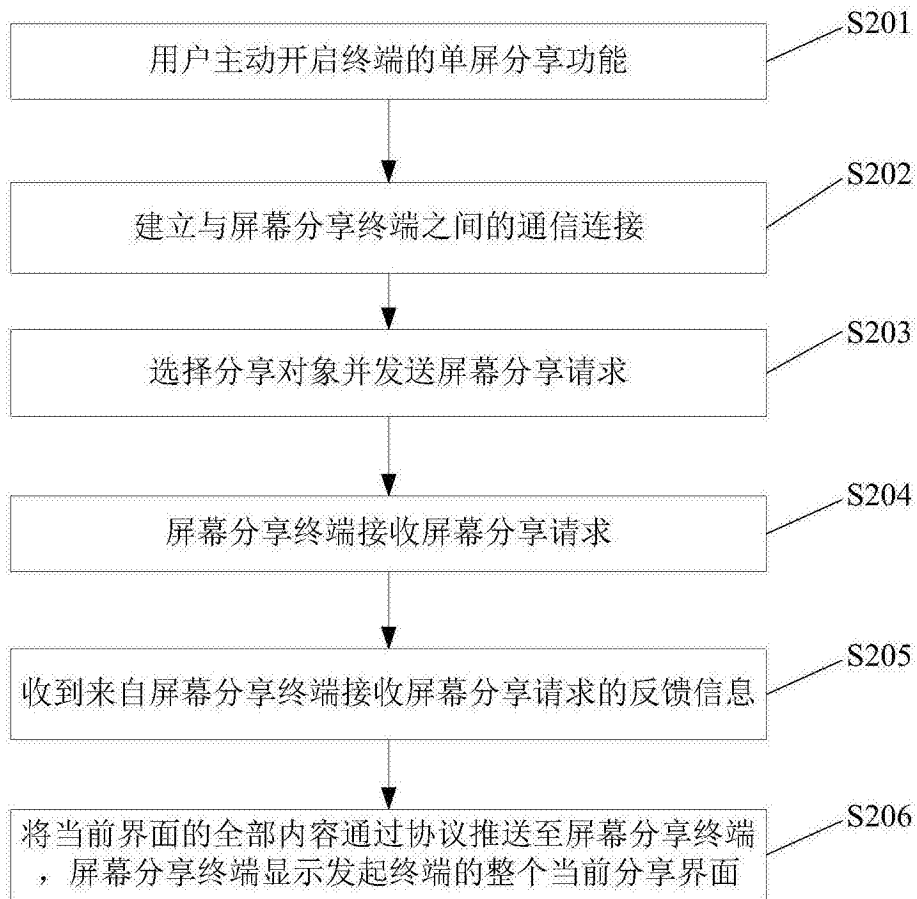 S201
用户主动开启终端的单屏分享功能
S202
建立与屏幕分享终端之间的通信连接
S203
选择分享对象并发送屏幕分享请求
S204
屏幕分享终端接收屏幕分享请求
S205
收到来自屏幕分享终端接收屏幕分享请求的反馈信息
S206
将当前界面的全部内容通过协议推送至屏幕分享终端
，屏幕分享终端显示发起终端的整个当前分享界面